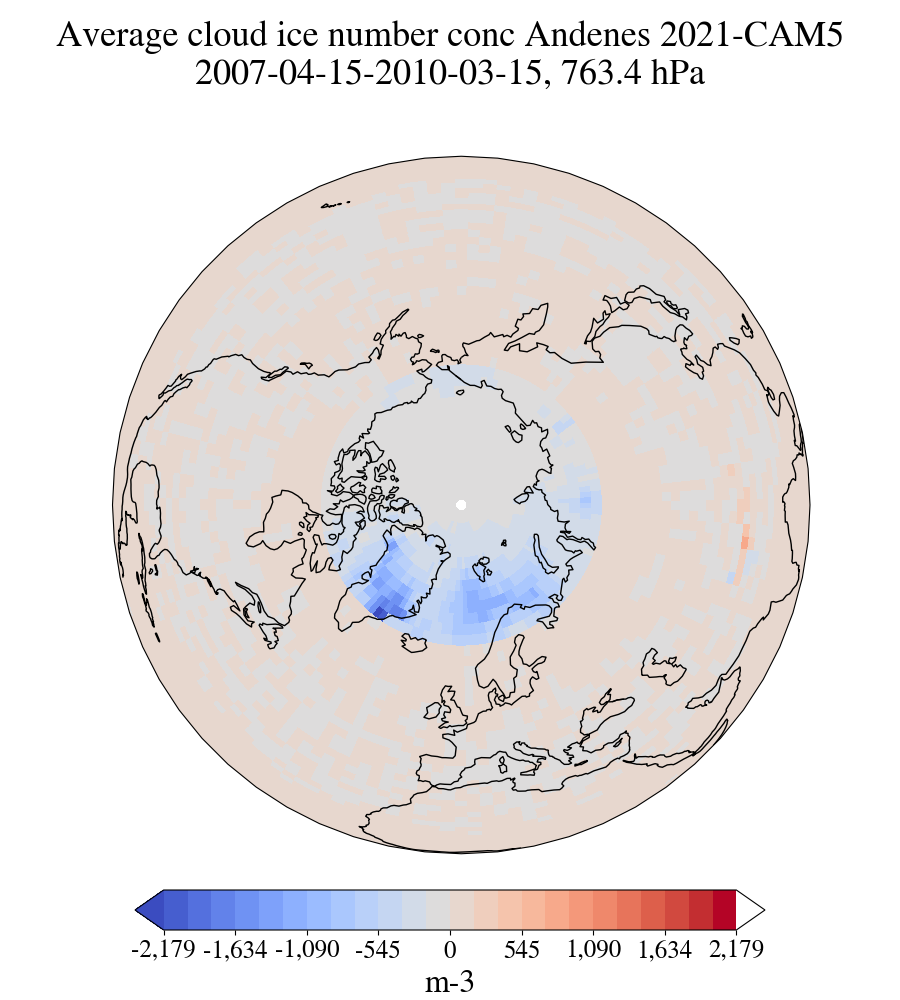 Average cloud ice number conc Andenes 2021-CAM5
2007-04-15-2010-03-15, 763.4 hPa
-2,179 -1,634 -1,090 -545 0 545 1,090 1,634 2,179
m-3